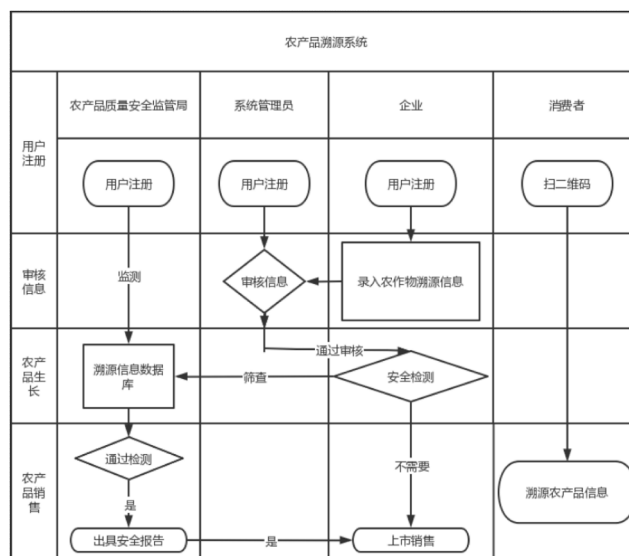 农产品溯源系统
农产品质量安全监管局
系统管理员
企业
消费者
用户
注册
用户注册
用户注册
用户注册
扫二维码
审核
信息
监测
审核信息
录入农作物溯源信息
农产
品生
长
溯源信息数据
库
筛查
通过审核
安全检测
农产
品销
售
通过检测
不需要
溯源农产品信息
是
出具安全报告
是
上市销售